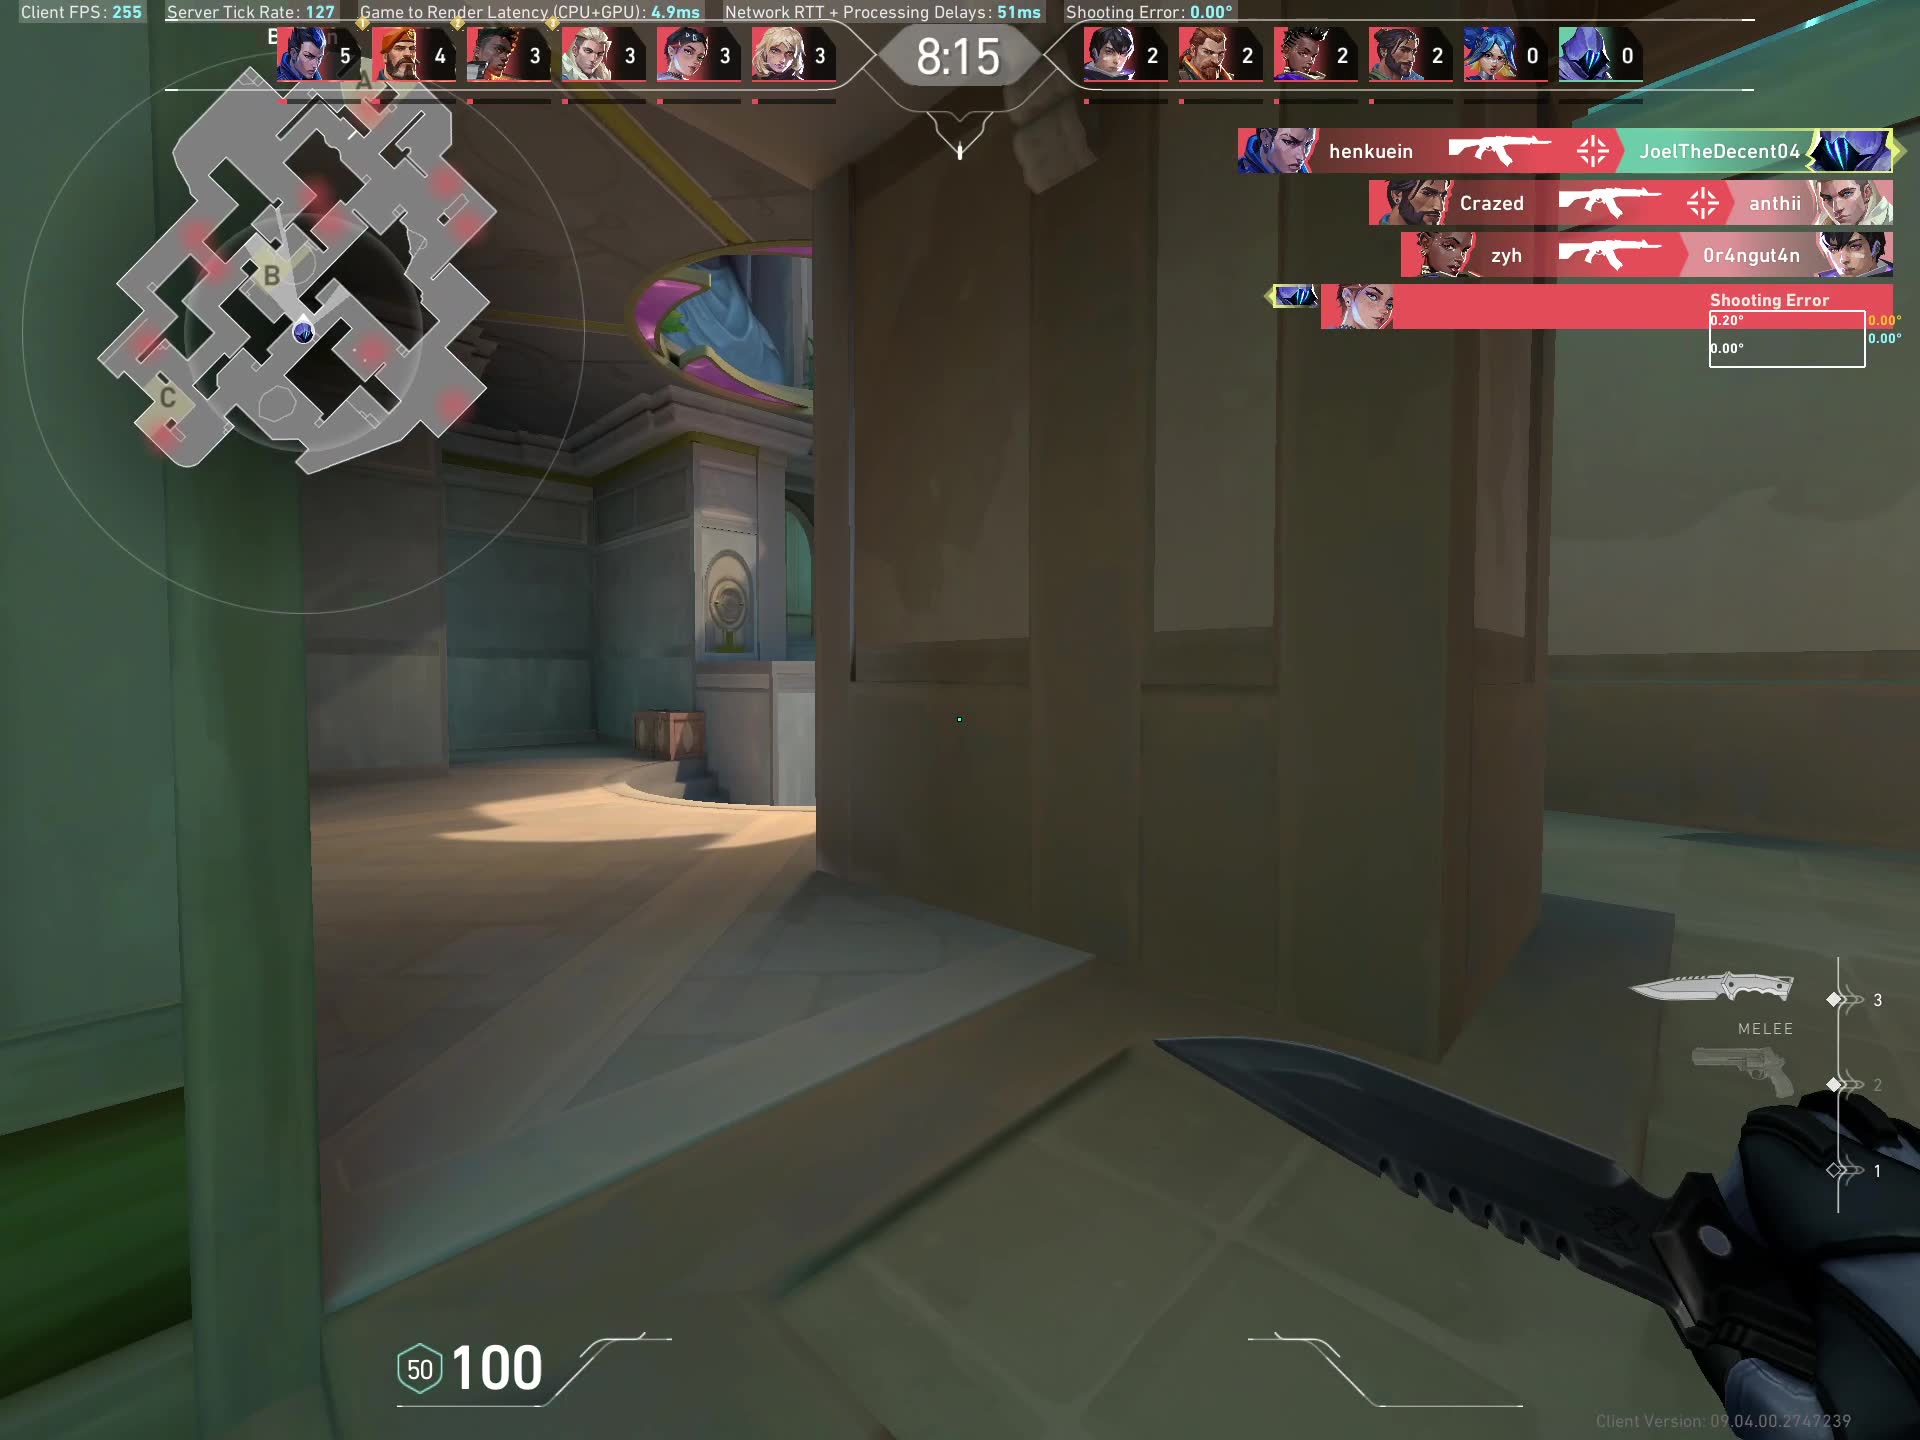 Client FPS: 255 Server Tick Rate: 127 Game to Render Latency (CPU+GPU): 4.9ms Network RTT + Processing Delays: 51ms Shooting Error: 0.00°
5 4 3 3 3 3 8:15 2 2 2 2 0 0
A
henkuein JoelTheDecent04
Crazed anthii
zyh 0r4ngut4n
B
Shooting Error
0.20° 0.00°
0.00° 0.00°
C
3
MELEE
2
1
50 100
Client Version: 09.04.00.2747239